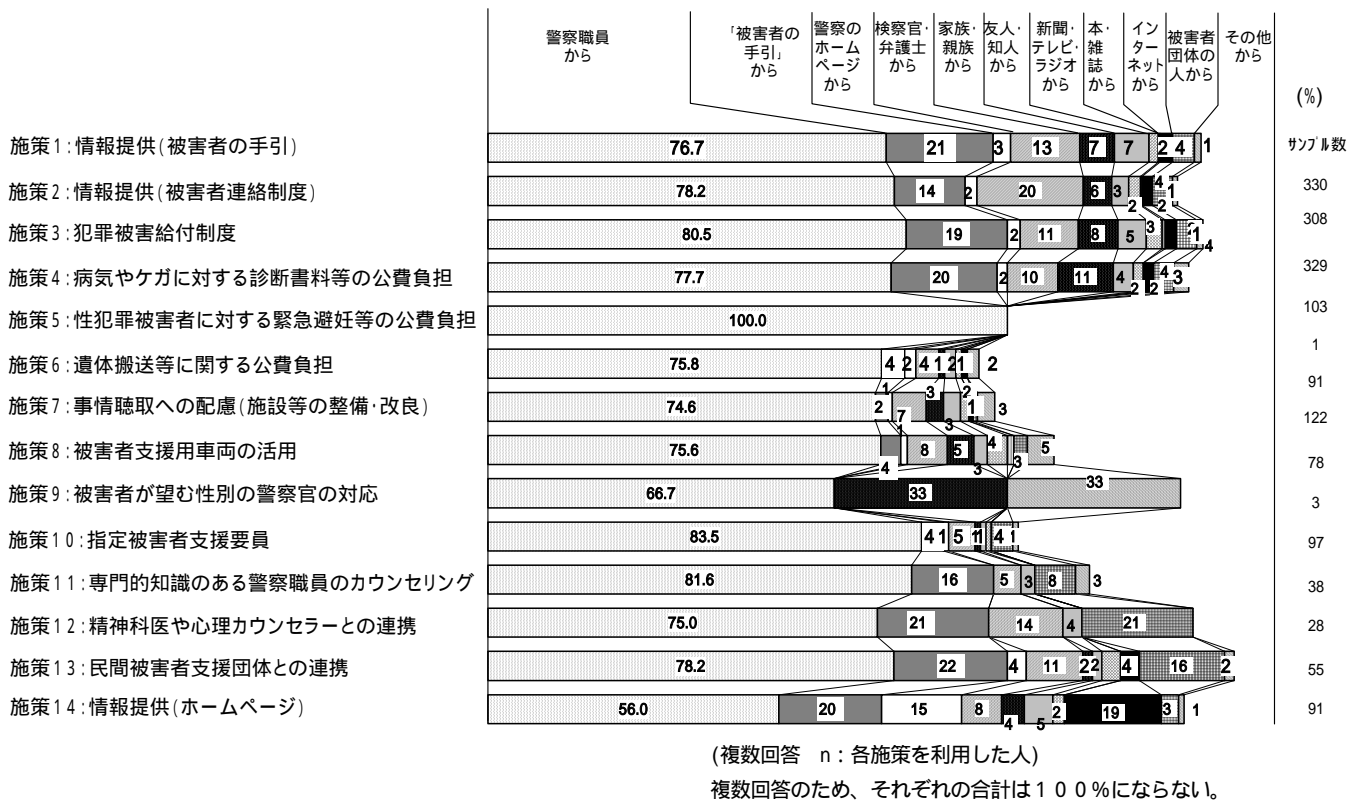 警察職員から
「被害者の手引」から
警察のホームページから
検察官・弁護士から
家族・親族から
友人・知人から
新聞・テレビ・ラジオから
本・雑誌から
インターネットから
被害者団体の人から
その他から
(%)
サンプル数
施策1:情報提供(被害者の手引) 76.7 21 3 13 7 7 2 4 1
施策2:情報提供(被害者連絡制度) 78.2 14 2 20 6 3 2 4 2 1
330
308
施策3:犯罪被害給付制度 80.5 19 2 11 8 5 3 1 4
施策4:病気やケガに対する診断書料等の公費負担 77.7 20 2 10 11 4 2 2 4 3
329
103
施策5:性犯罪被害者に対する緊急避妊等の公費負担 100.0
1
施策6:遺体搬送等に関する公費負担 75.8 4 2 4 1 2 1 2
91
施策7:事情聴取への配慮(施設等の整備・改良) 74.6 2 1 7 3 3 2 1 3
122
施策8:被害者支援用車両の活用 75.6 4 1 8 5 3 4 3 5
78
施策9:被害者が望む性別の警察官の対応 66.7 33 33
3
施策10:指定被害者支援要員 83.5 4 1 5 1 1 4 1
97
施策11:専門的知識のある警察職員のカウンセリング 81.6 16 5 3 8 3
38
施策12:精神科医や心理カウンセラーとの連携 75.0 21 14 4 21
28
施策13:民間被害者支援団体との連携 78.2 22 4 11 2 2 4 16 2
55
施策14:情報提供(ホームページ) 56.0 20 15 8 4 5 2 19 3 1
91
(複数回答 n:各施策を利用した人)
複数回答のため、それぞれの合計は100%にならない。